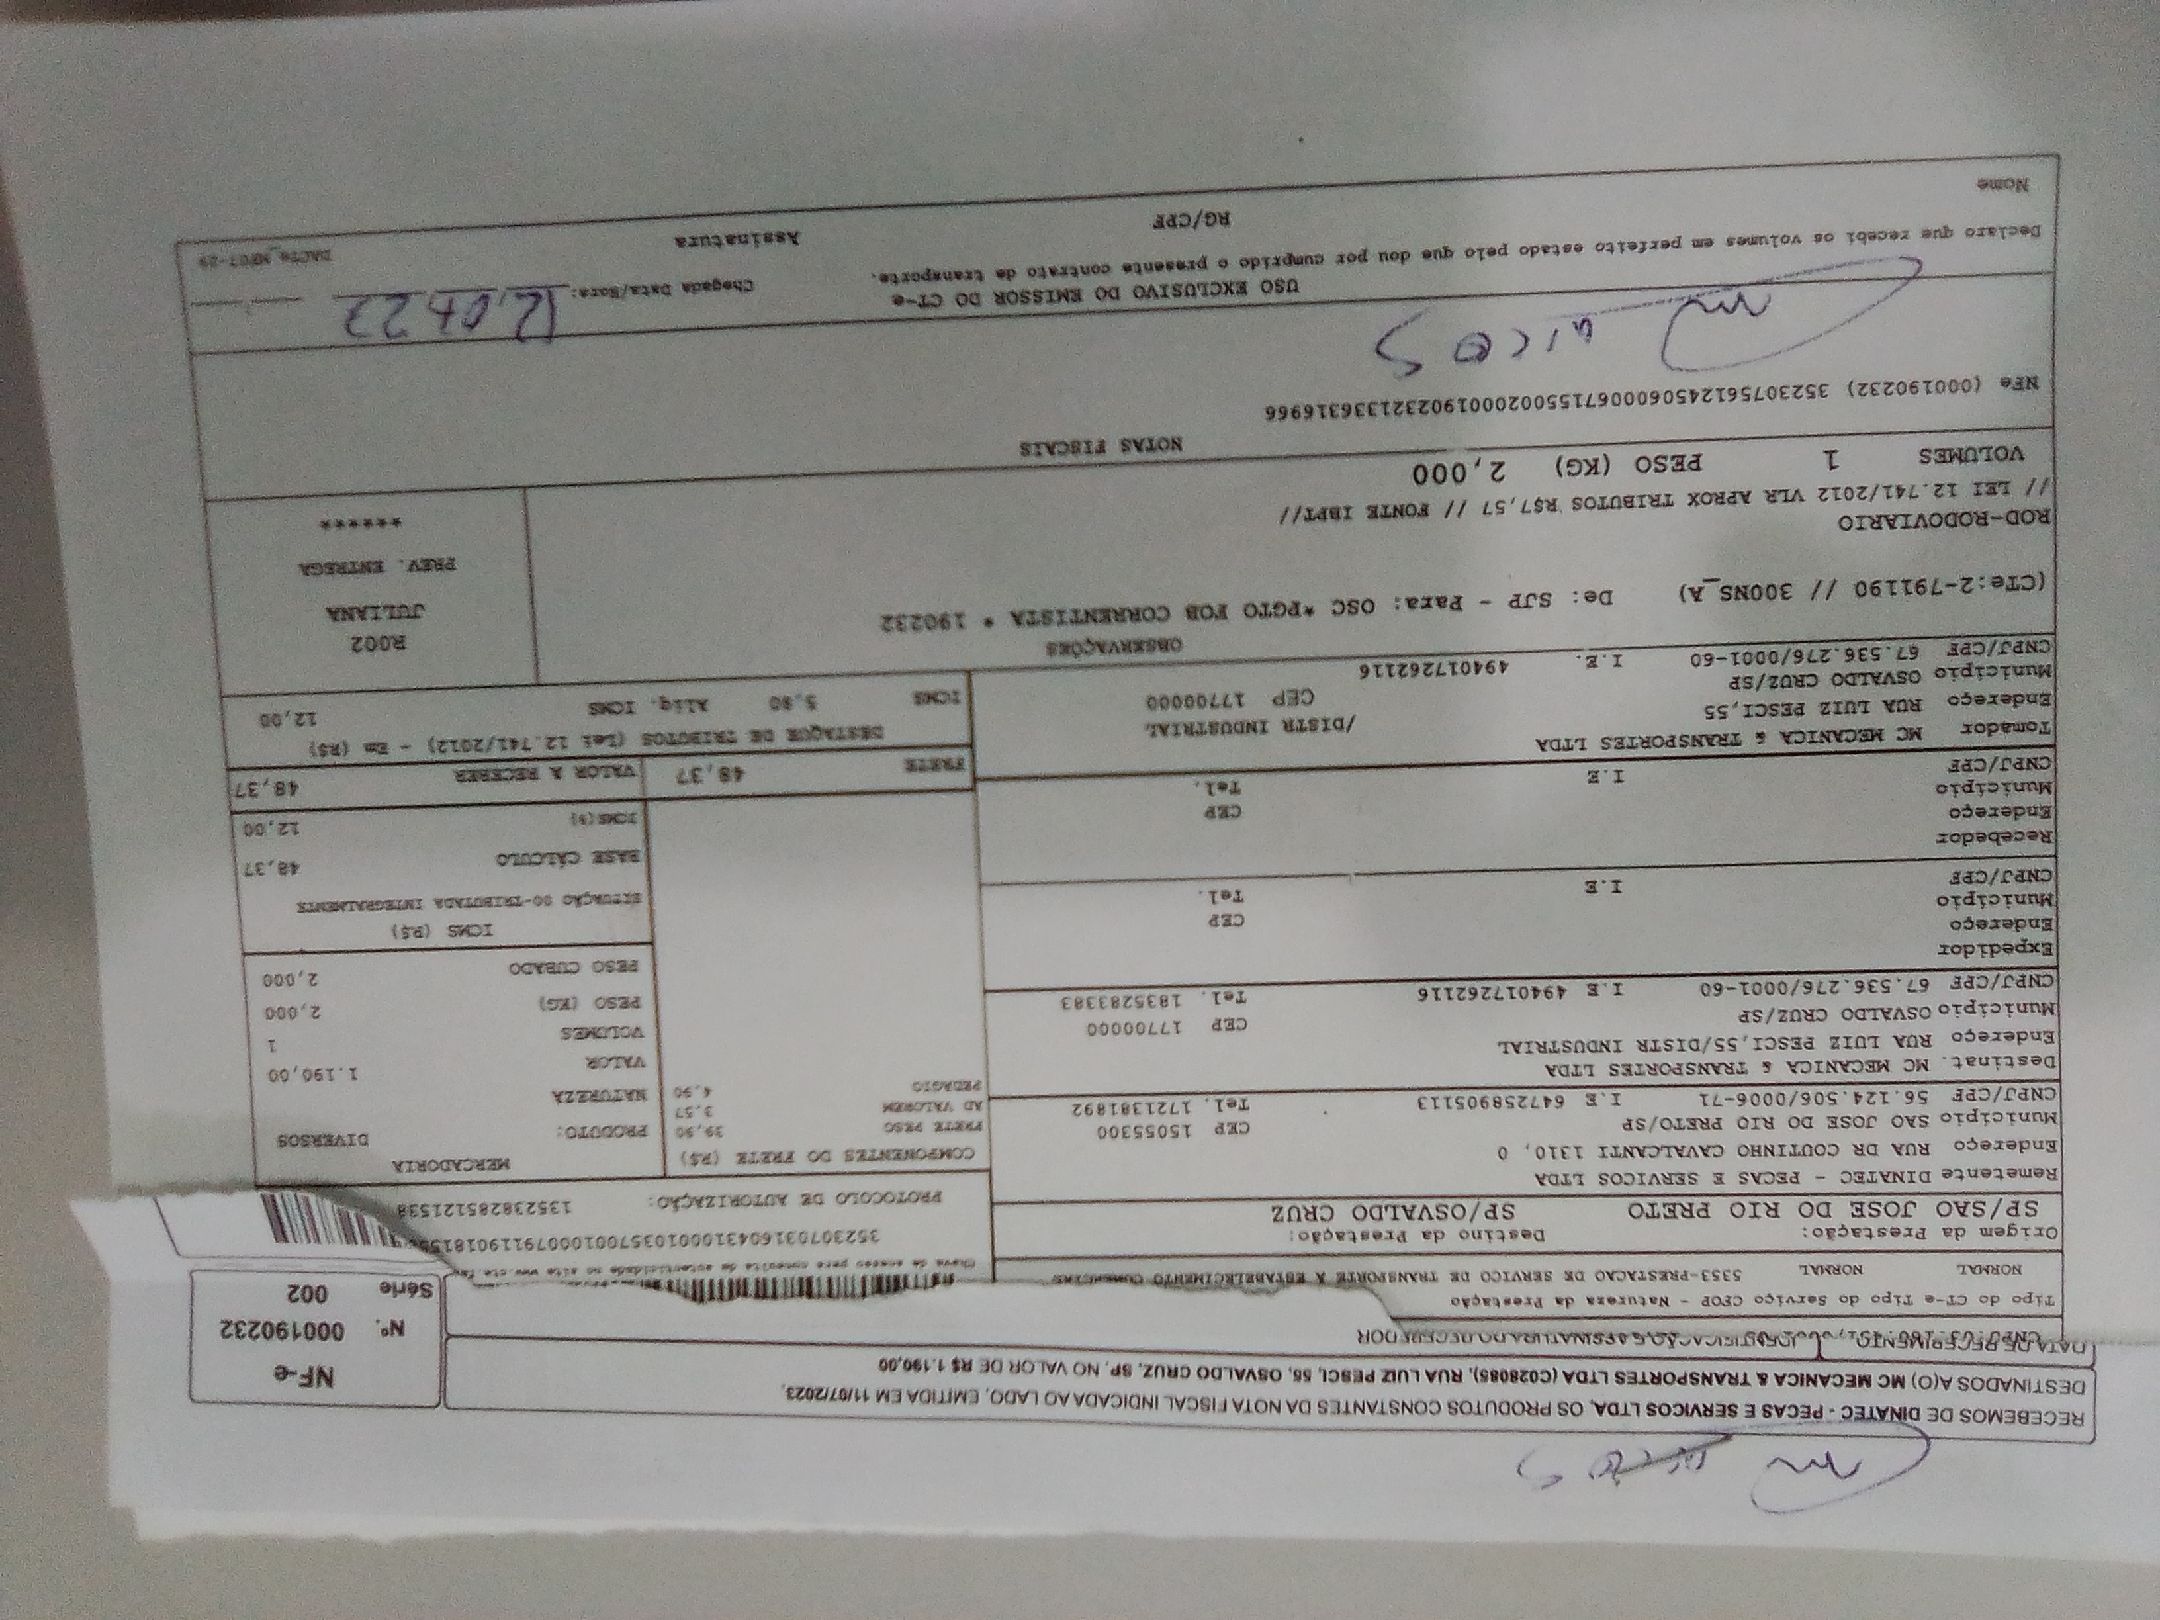 RECEBEMOS DE DINATEC - PECAS E SERVICOS LTDA, OS PRODUTOS CONSTANTES DA NOTA FISCAL INDICADA AO LADO, EMITIDA EM 11/07/2023,
DESTINADOS A(O) MC MECANICA & TRANSPORTES LTDA (C028085), RUA LUIZ PESCI, 55, OSVALDO CRUZ, SP, NO VALOR DE R$ 1.190,00
NF-e
Nº. 000190232
Série 002
DATA DE RECEBIMENTO
Tipo do CT-e Tipo do Serviço CFOP - Natureza da Prestação
NORMAL NORMAL 5353-PRESTACAO DE SERVICO DE TRANSPORTE A ESTABELECIMENTO
Origem da Prestação: Destino da Prestação:
SP/SAO JOSE DO RIO PRETO SP/OSVALDO CRUZ
PROTOCOLO DE AUTORIZAÇÃO: 135238285121538
Remetente DINATEC - PECAS E SERVICOS LTDA
Endereço RUA DR COUTINHO CAVALCANTI 1310, 0
Município SAO JOSE DO RIO PRETO/SP CEP 15055300
CNPJ/CPF 56.124.506/0006-71 I.E 647258905113 Tel. 1721381892
Destinat. MC MECANICA & TRANSPORTES LTDA
Endereço RUA LUIZ PESCI,55/DISTR INDUSTRIAL
Município OSVALDO CRUZ/SP CEP 17700000
CNPJ/CPF 67.536.276/0001-60 I.E 494017262116 Tel. 1835283383
Expedidor
Endereço
Município CEP
CNPJ/CPF I.E Tel.
Recebedor
Endereço
Município CEP
CNPJ/CPF I.E Tel.
Tomador MC MECANICA & TRANSPORTES LTDA
Endereço RUA LUIZ PESCI,55 /DISTR INDUSTRIAL
Município OSVALDO CRUZ/SP CEP 17700000
CNPJ/CPF 67.536.276/0001-60 I.E. 494017262116
COMPONENTES DO FRETE (R$)
FRETE PESO 39,90
AD VALOREM 3,57
PEDAGIO 4,90
MERCADORIA
PRODUTO: DIVERSOS
NATUREZA
VALOR 1.190,00
VOLUMES 1
PESO (KG) 2,000
PESO CUBADO 2,000
ICMS (R$)
SITUAÇÃO 00-TRIBUTADA INTEGRALMENTE
BASE CÁLCULO 48,37
ICMS(%) 12,00
FRETE 48,37 VALOR A RECEBER 48,37
DESTAQUE DE TRIBUTOS (Lei 12.741/2012) - Em (R$)
ICMS 5,80 Aliq. ICMS 12,00
OBSERVAÇÕES
(CTe:2-791190 // 300NS_A) De: SJP - Para: OSC *PGTO FOB CORRENTISTA * 190232
R002
JULIANA
PREV. ENTREGA
******
ROD-RODOVIARIO
// LEI 12.741/2012 VLR APROX TRIBUTOS R$7,57 // FONTE IBPT//
VOLUMES 1 PESO (KG) 2,000
NOTAS FISCAIS
NFe (000190232) 35230756124506000671550020001902321336316966
USO EXCLUSIVO DO EMISSOR DO CT-e
Chegada Data/Hora: 12,07,23
Declaro que recebi os volumes em perfeito estado pelo que dou por cumprido o presente contrato de transporte.
Nome RG/CPF Assinatura